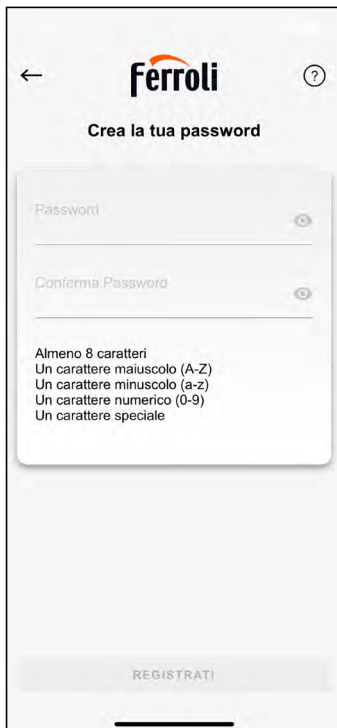 Ferroli
?
Crea la tua password
Password
Conferma Password
Almeno 8 caratteri
Un carattere maiuscolo (A-Z)
Un carattere minuscolo (a-z)
Un carattere numerico (0-9)
Un carattere speciale
REGISTRATI